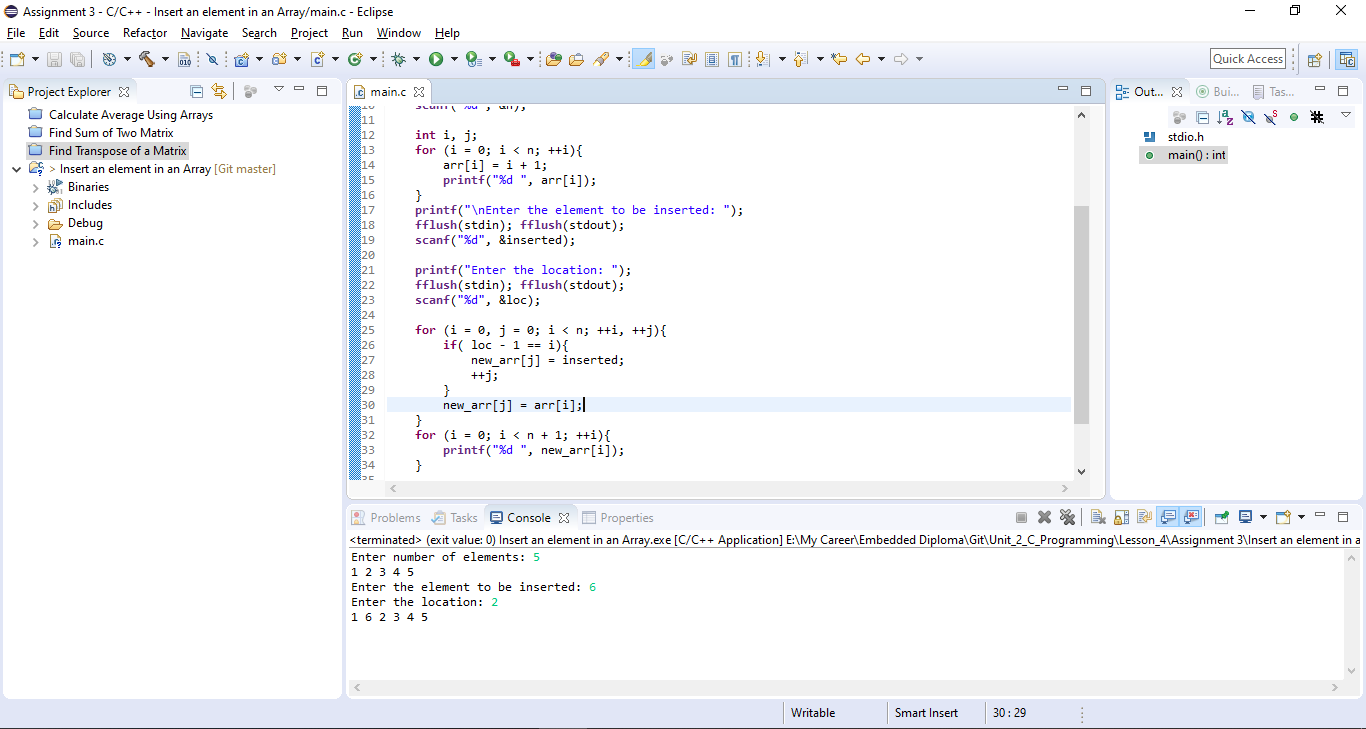 Assignment 3 - C/C++ - Insert an element in an Array/main.c - Eclipse
File Edit Source Refactor Navigate Search Project Run Window Help
Quick Access
Project Explorer
Calculate Average Using Arrays
Find Sum of Two Matrix
Find Transpose of a Matrix
> Insert an element in an Array [Git master]
Binaries
Includes
Debug
main.c
main.c
10 scanf("%d", &n);
11
12 int i, j;
13 for (i = 0; i < n; ++i){
14 arr[i] = i + 1;
15 printf("%d ", arr[i]);
16 }
17 printf("\nEnter the element to be inserted: ");
18 fflush(stdin); fflush(stdout);
19 scanf("%d", &inserted);
20
21 printf("Enter the location: ");
22 fflush(stdin); fflush(stdout);
23 scanf("%d", &loc);
24
25 for (i = 0, j = 0; i < n; ++i, ++j){
26 if( loc - 1 == i){
27 new_arr[j] = inserted;
28 ++j;
29 }
30 new_arr[j] = arr[i];
31 }
32 for (i = 0; i < n + 1; ++i){
33 printf("%d ", new_arr[i]);
34 }
35
Out... Bui... Tas...
stdio.h
main() : int
Problems Tasks Console Properties
<terminated> (exit value: 0) Insert an element in an Array.exe [C/C++ Application] E:\My Career\Embedded Diploma\Git\Unit_2_C_Programming\Lesson_4\Assignment 3\Insert an element in a
Enter number of elements: 5
1 2 3 4 5
Enter the element to be inserted: 6
Enter the location: 2
1 6 2 3 4 5
Writable Smart Insert 30 : 29